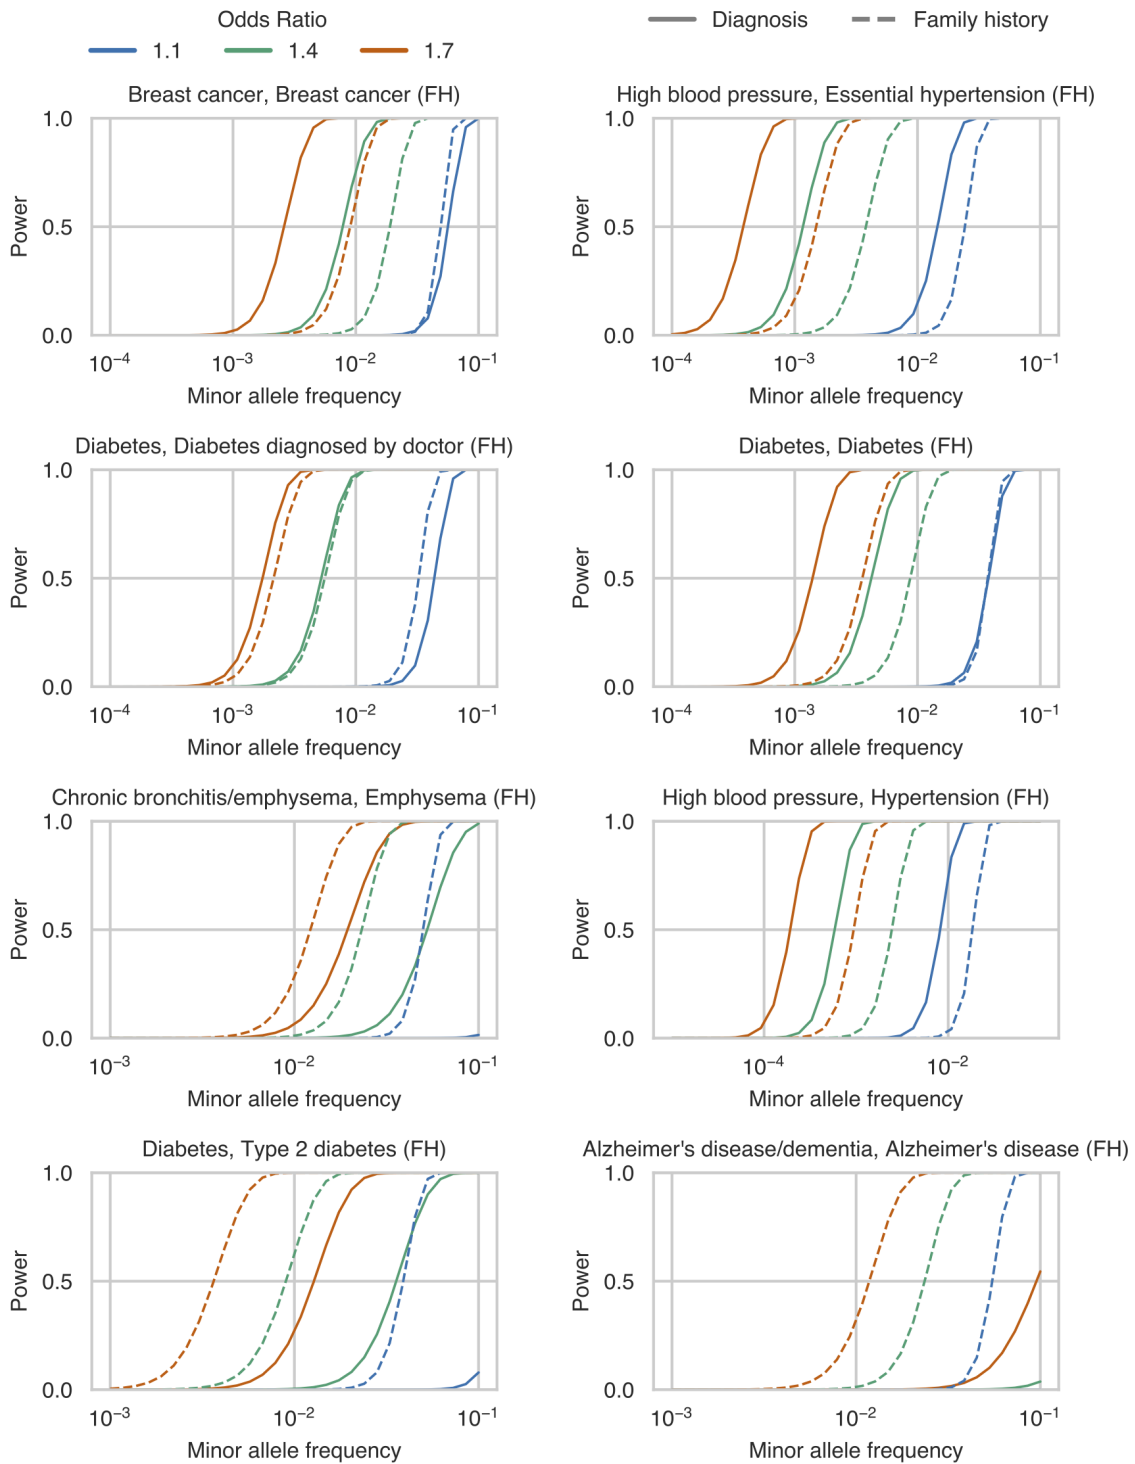 Odds Ratio
1.1 1.4 1.7
Diagnosis Family history
Breast cancer, Breast cancer (FH)
1.0
0.5
0.0
Power
10⁻⁴ 10⁻³ 10⁻² 10⁻¹
Minor allele frequency
High blood pressure, Essential hypertension (FH)
1.0
0.5
0.0
Power
10⁻⁴ 10⁻³ 10⁻² 10⁻¹
Minor allele frequency
Diabetes, Diabetes diagnosed by doctor (FH)
1.0
0.5
0.0
Power
10⁻⁴ 10⁻³ 10⁻² 10⁻¹
Minor allele frequency
Diabetes, Diabetes (FH)
1.0
0.5
0.0
Power
10⁻⁴ 10⁻³ 10⁻² 10⁻¹
Minor allele frequency
Chronic bronchitis/emphysema, Emphysema (FH)
1.0
0.5
0.0
Power
10⁻³ 10⁻² 10⁻¹
Minor allele frequency
High blood pressure, Hypertension (FH)
1.0
0.5
0.0
Power
10⁻⁴ 10⁻²
Minor allele frequency
Diabetes, Type 2 diabetes (FH)
1.0
0.5
0.0
Power
10⁻³ 10⁻² 10⁻¹
Minor allele frequency
Alzheimer's disease/dementia, Alzheimer's disease (FH)
1.0
0.5
0.0
Power
10⁻³ 10⁻² 10⁻¹
Minor allele frequency